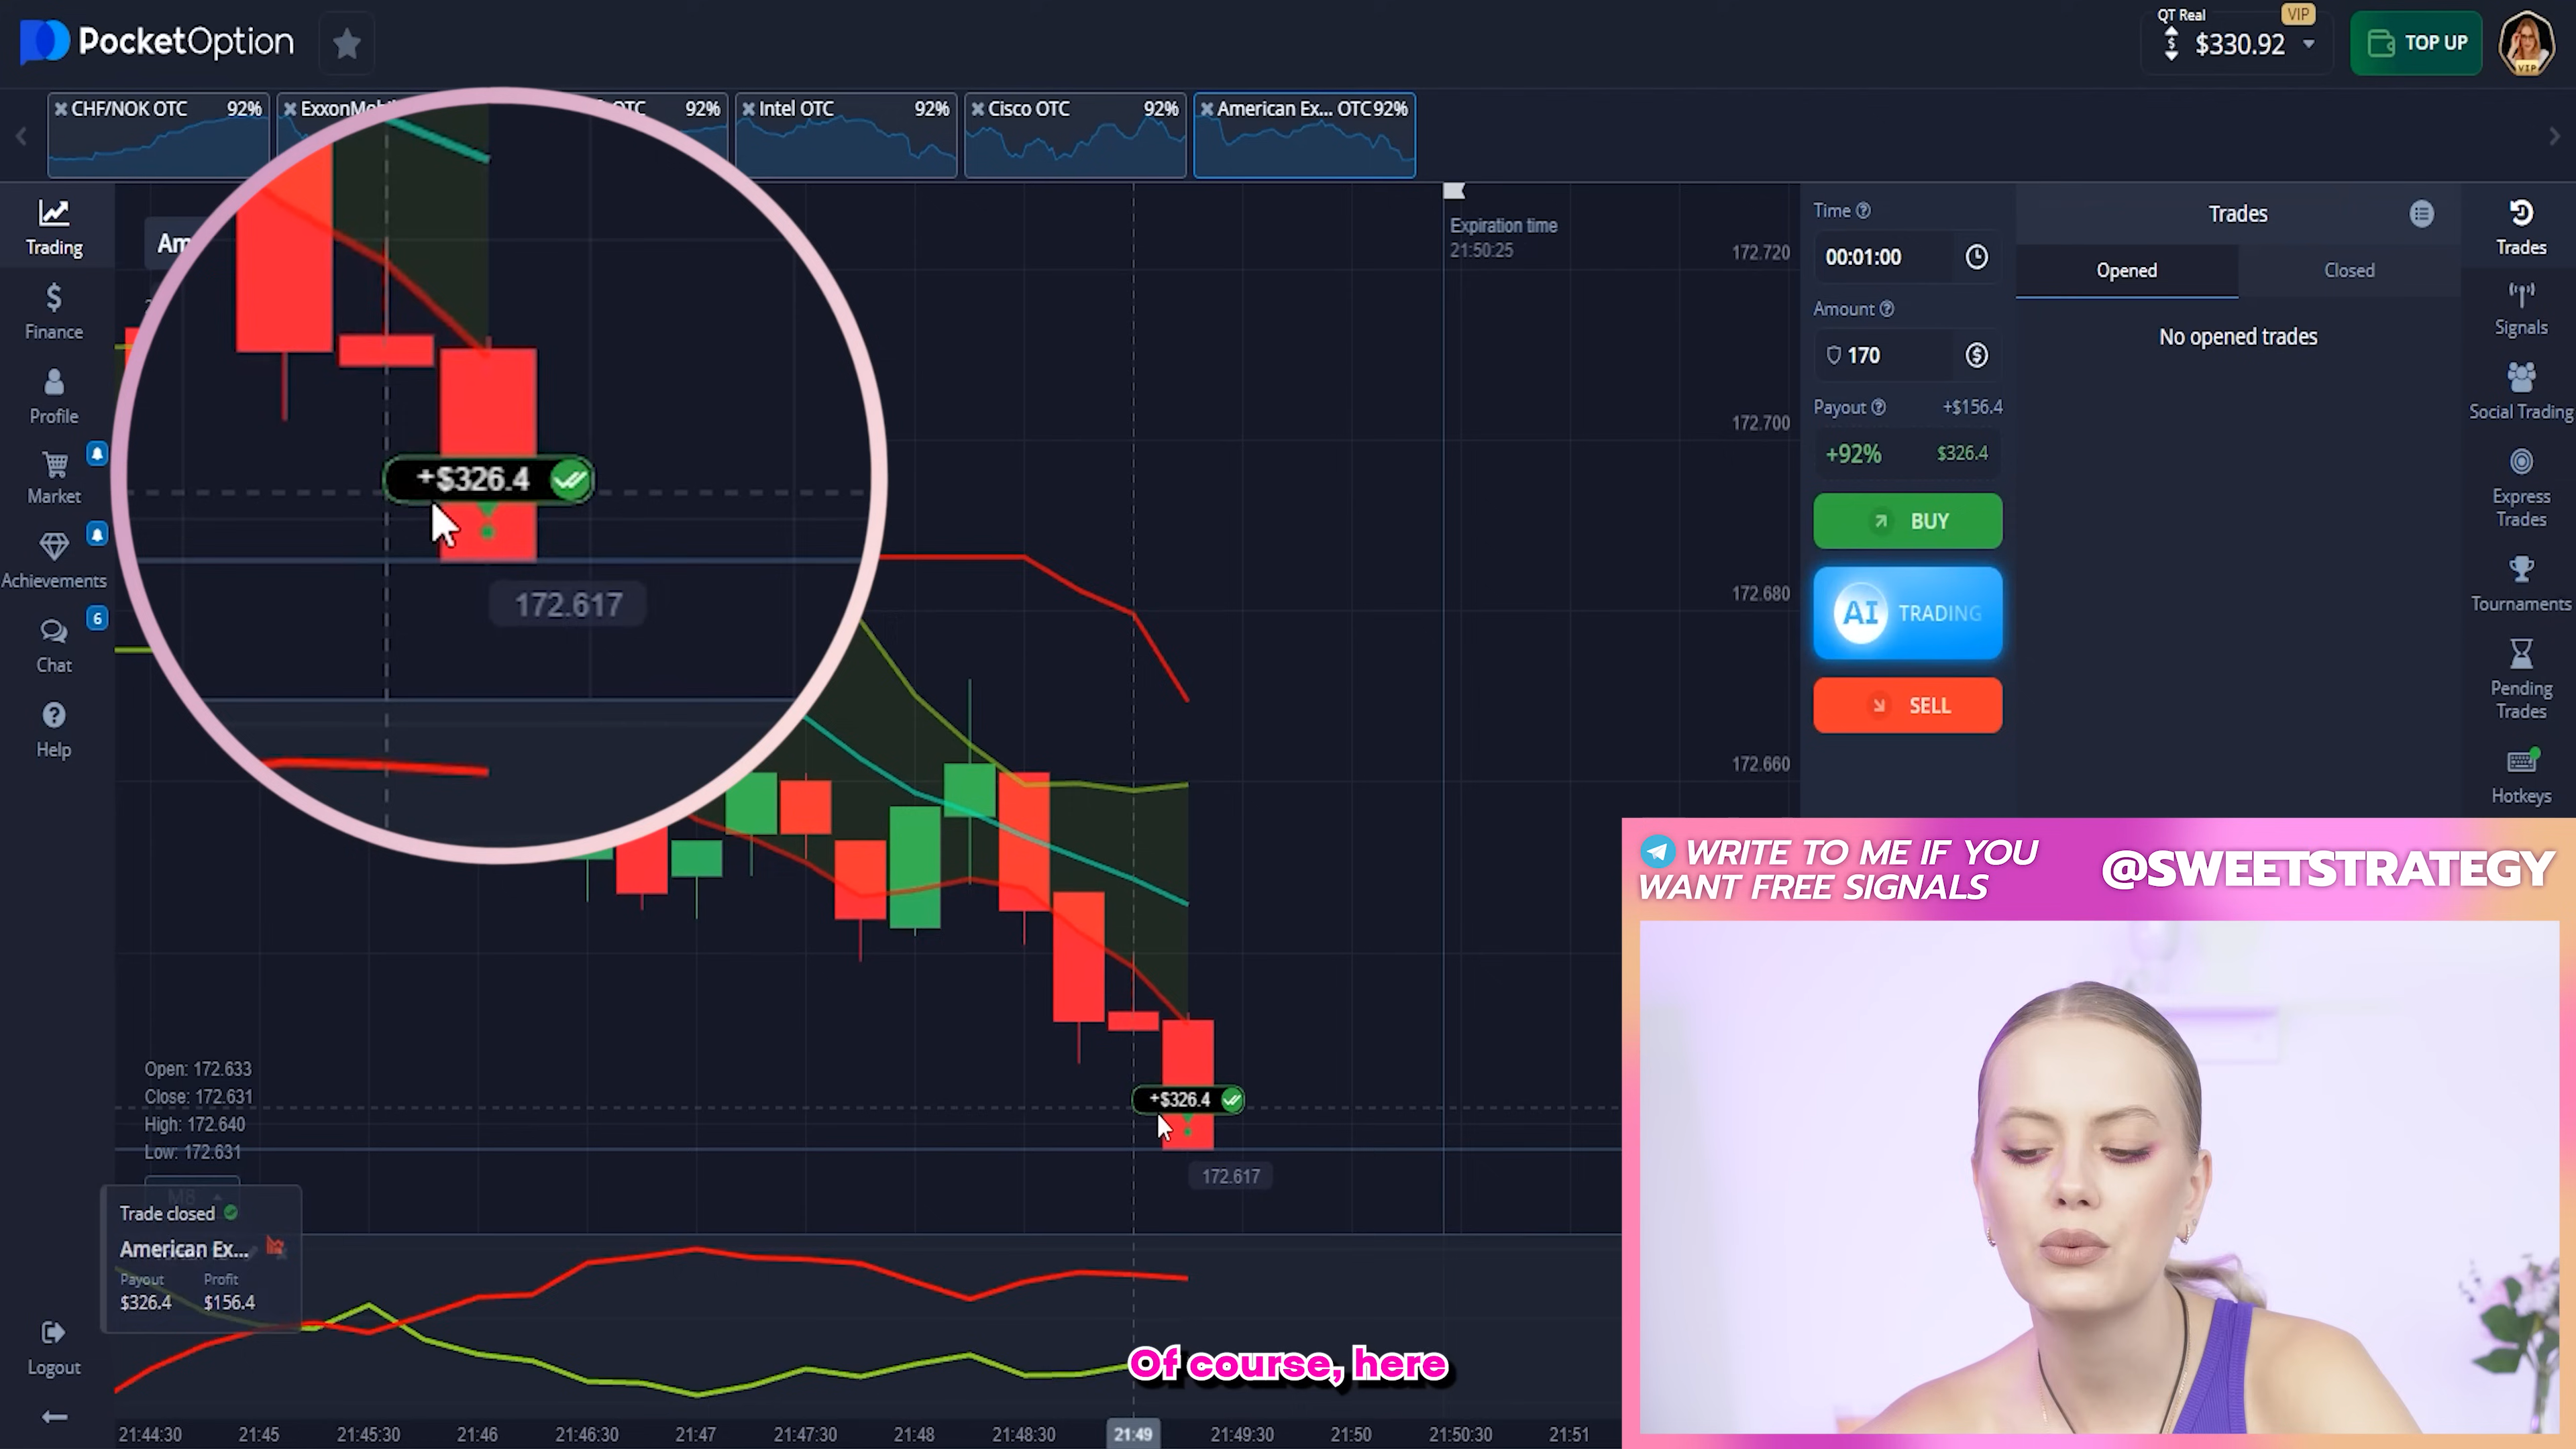 PocketOption
QT Real
VIP
$330.92
TOP UP
VIP
CHF/NOK OTC 92%
ExxonMobil
OTC 92%
Intel OTC 92%
Cisco OTC 92%
American Ex... OTC 92%
Trading
Finance
Profile
Market
Achievements
6
Chat
Help
Logout
+$326.4
172.617
Expiration time
21:50:25
172.720
172.700
172.680
172.660
Time
00:01:00
Amount
170
Payout +$156.4
+92% $326.4
BUY
AI TRADING
SELL
Trades
Opened Closed
No opened trades
Trades
Signals
Social Trading
Express
Trades
Tournaments
Pending
Trades
Hotkeys
WRITE TO ME IF YOU
WANT FREE SIGNALS
@SWEETSTRATEGY
+$326.4
172.617
Open: 172.633
Close: 172.631
High: 172.640
Low: 172.631
Trade closed
American Ex...
Payout Profit
$326.4 $156.4
Of course, here
21:44:30 21:45 21:45:30 21:46 21:46:30 21:47 21:47:30 21:48 21:48:30 21:49 21:49:30 21:50 21:50:30 21:51